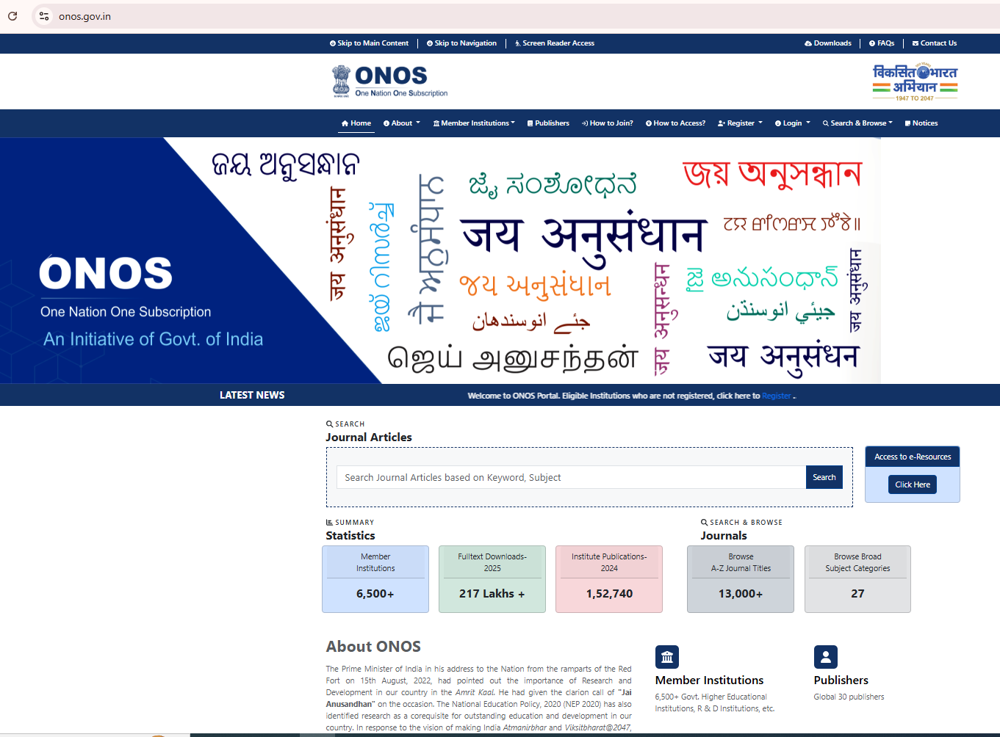 onos.gov.in
Skip to Main Content
Skip to Navigation
Screen Reader Access
Downloads
FAQs
Contact Us
ONOS
One Nation One Subscription
विकसित भारत
अभियान
1947 TO 2047
Home
About
Member Institutions
Publishers
How to Join?
How to Access?
Register
Login
Search & Browse
Notices
ONOS
One Nation One Subscription
An Initiative of Govt. of India
ଜୟ ଅନୁସନ୍ଧାନ
जय अनुसंधान
ಜೈ ಸಂಶೋಧನೆ
ജയ് അനുസന്ധാന
जय अनुसंधान
જય અનુસંધાન
జై అనుసంధాన్
جيئي انوسنڌن
جئے انوسندھان
जय अनुसन्धन
जय अनुसंधान
ஜெய் அனுசந்தன்
जय अनुसंधन
LATEST NEWS
Welcome to ONOS Portal. Eligible Institutions who are not registered, click here to Register ..
SEARCH
Journal Articles
Search Journal Articles based on Keyword, Subject
Search
Access to e-Resources
Click Here
SUMMARY
Statistics
Member
Institutions
6,500+
Fulltext Downloads-
2025
217 Lakhs +
Institute Publications-
2024
1,52,740
SEARCH & BROWSE
Journals
Browse
A-Z Journal Titles
13,000+
Browse Broad
Subject Categories
27
About ONOS
The Prime Minister of India in his address to the Nation from the ramparts of the Red
Fort on 15th August, 2022, had pointed out the importance of Research and
Development in our country in the Amrit Kaal. He had given the clarion call of "Jai
Anusandhan" on the occasion. The National Education Policy, 2020 (NEP 2020) has also
identified research as a corequisite for outstanding education and development in our
country. In response to the vision of making India Atmanirbhar and Viksitbharat@2047,
Member Institutions
6,500+ Govt. Higher Educational
Institutions, R & D Institutions, etc.
Publishers
Global 30 publishers